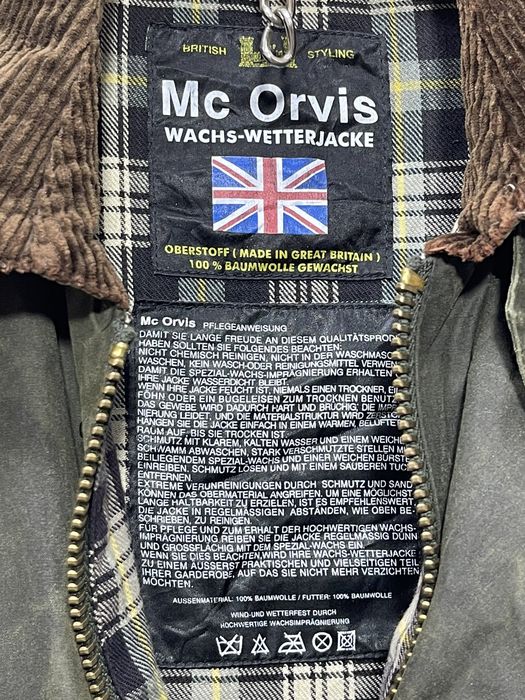 BRITISH STYLING
Mc Orvis
WACHS-WETTERJACKE
OBERSTOFF ( MADE IN GREAT BRITAIN )
100 % BAUMWOLLE GEWACHST
Mc Orvis PFLEGEANWEISUNG
DAMIT SIE LANGE FREUDE AN DIESEM QUALITÄTSPROD
HABEN SOLLTEN SIE FOLGENDES BEACHTEN:
NICHT CHEMISCH REINIGEN, NICHT IN DER WASCHMASC
WASCHEN, KEIN WASCH-ODER REINIGUNGSMITTEL VERWEN
DAMIT DIE SPEZIAL-WACHS-IMPRÄGNIERUNG ERHALTEN
IHRE JACKE WASSERDICHT BLEIBT.
WENN IHRE JACKE FEUCHT IST, NIEMALS EINEN TROCKNER, EI
FÖHN ODER EIN BÜGELEISEN ZUM TROCKNEN BENUT
DAS GEWEBE WIRD DADURCH HART UND BRÜCHIG, DIE IMP
NIERUNG LEIDET, UND DIE MATERIALSTRUKTUR WIRD ZERSTÖ
HÄNGEN SIE DIE JACKE EINFACH IN EINEM WARMEN, BELÜFTE
RAUM AUF, BIS SIE TROCKEN IST.
SCHMUTZ MIT KLAREM, KALTEN WASSER UND EINEM WEICHE
SCHWAMM ABWASCHEN, STARK VERSCHMUTZTE STELLEN M
BEILIEGENDEM SPEZIAL-WACHS UND EINER WEICHEN BÜRST
EINREIBEN, SCHMUTZ LÖSEN UND MIT EINEM SAUBEREN TUC
ENTFERNEN.
EXTREME VERUNREINIGUNGEN DURCH SCHMUTZ UND SAND
KÖNNEN DAS OBERMATERIAL ANGREIFEN. UM EINE MÖGLICHST
LANGE HALTBARKEIT ZU ERZIELEN, IST ES EMPFEHLENSWERT,
DIE JACKE IN REGELMÄSSIGEN ABSTÄNDEN, WIE OBEN BE-
SCHRIEBEN, ZU REINIGEN.
FÜR PFLEGE UND ZUM ERHALT DER HOCHWERTIGEN WACHS-
IMPRÄGNIERUNG, REIBEN SIE DIE JACKE REGELMÄSSIG DÜNN
UND GROSSFLÄCHIG MIT DEM SPEZIAL-WACHS EIN.
WENN SIE DIES BEACHTEN, WIRD IHRE WACHS-WETTERJACKE
ZU EINEM ÄUSSERST PRAKTISCHEN UND VIELSEITIGEN TEIL
IHRER GARDEROBE, AUF DAS SIE NICHT MEHR VERZICHTEN
MÖCHTEN.
AUSSENMATERIAL: 100% BAUMWOLLE / FUTTER: 100% BAUMWOLLE
WIND-UND WETTERFEST DURCH
HOCHWERTIGE WACHSIMPRÄGNIERUNG